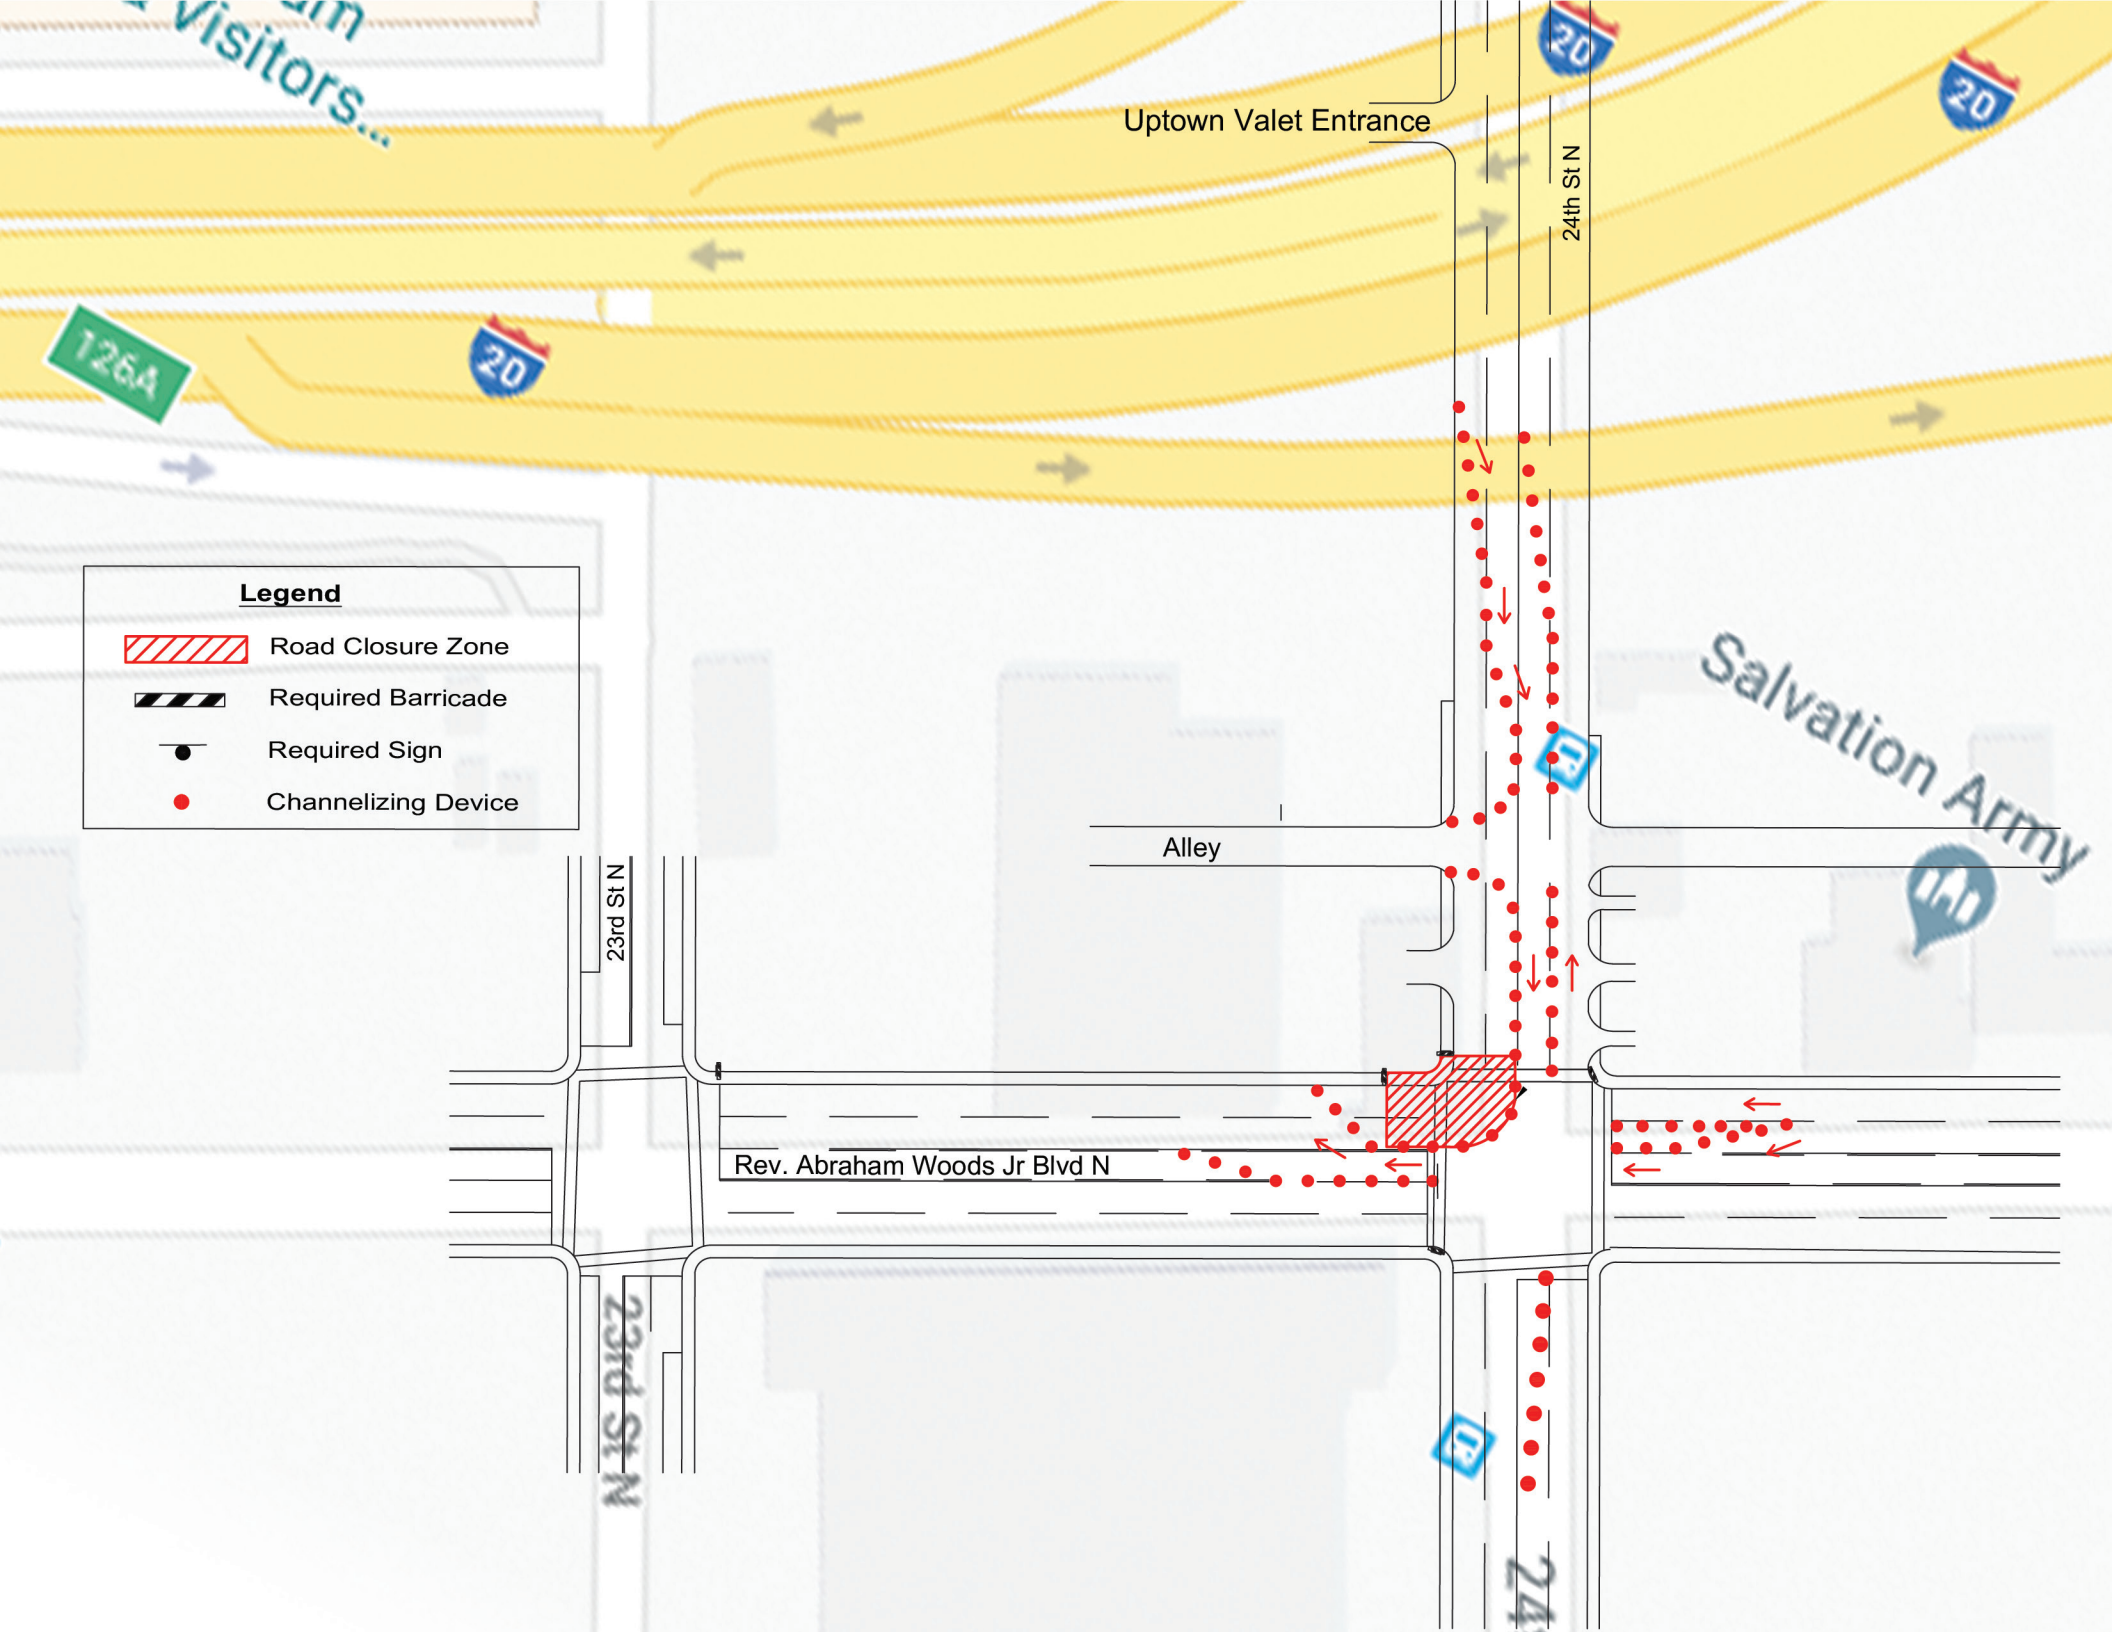 Visitors...
20
20
Uptown Valet Entrance
24th St N
126A
20
Legend
Road Closure Zone
Required Barricade
Required Sign
Channelizing Device
Salvation Army
Alley
23rd St N
Rev. Abraham Woods Jr Blvd N
23rd St N